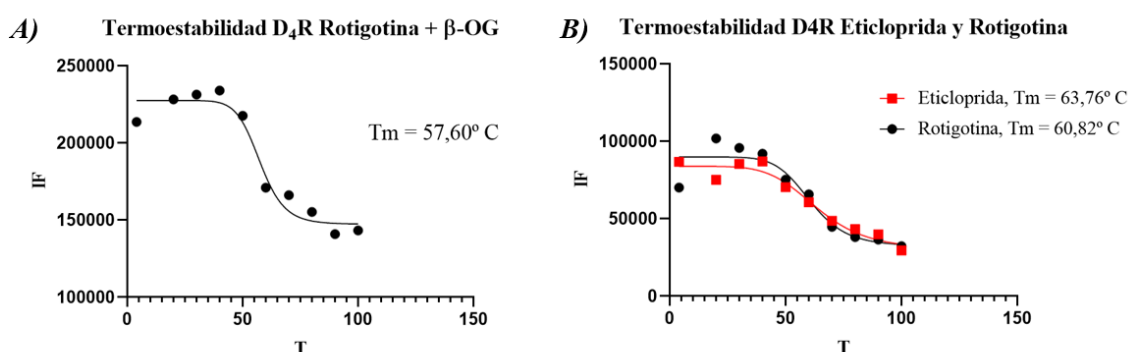 A)
Termoestabilidad D₄R Rotigotina + β-OG
250000
200000
150000
100000
IF
0
50
100
150
T
Tm = 57,60º C
B)
Termoestabilidad D4R Eticloprida y Rotigotina
150000
100000
50000
0
IF
0
50
100
150
T
Eticloprida, Tm = 63,76º C
Rotigotina, Tm = 60,82º C